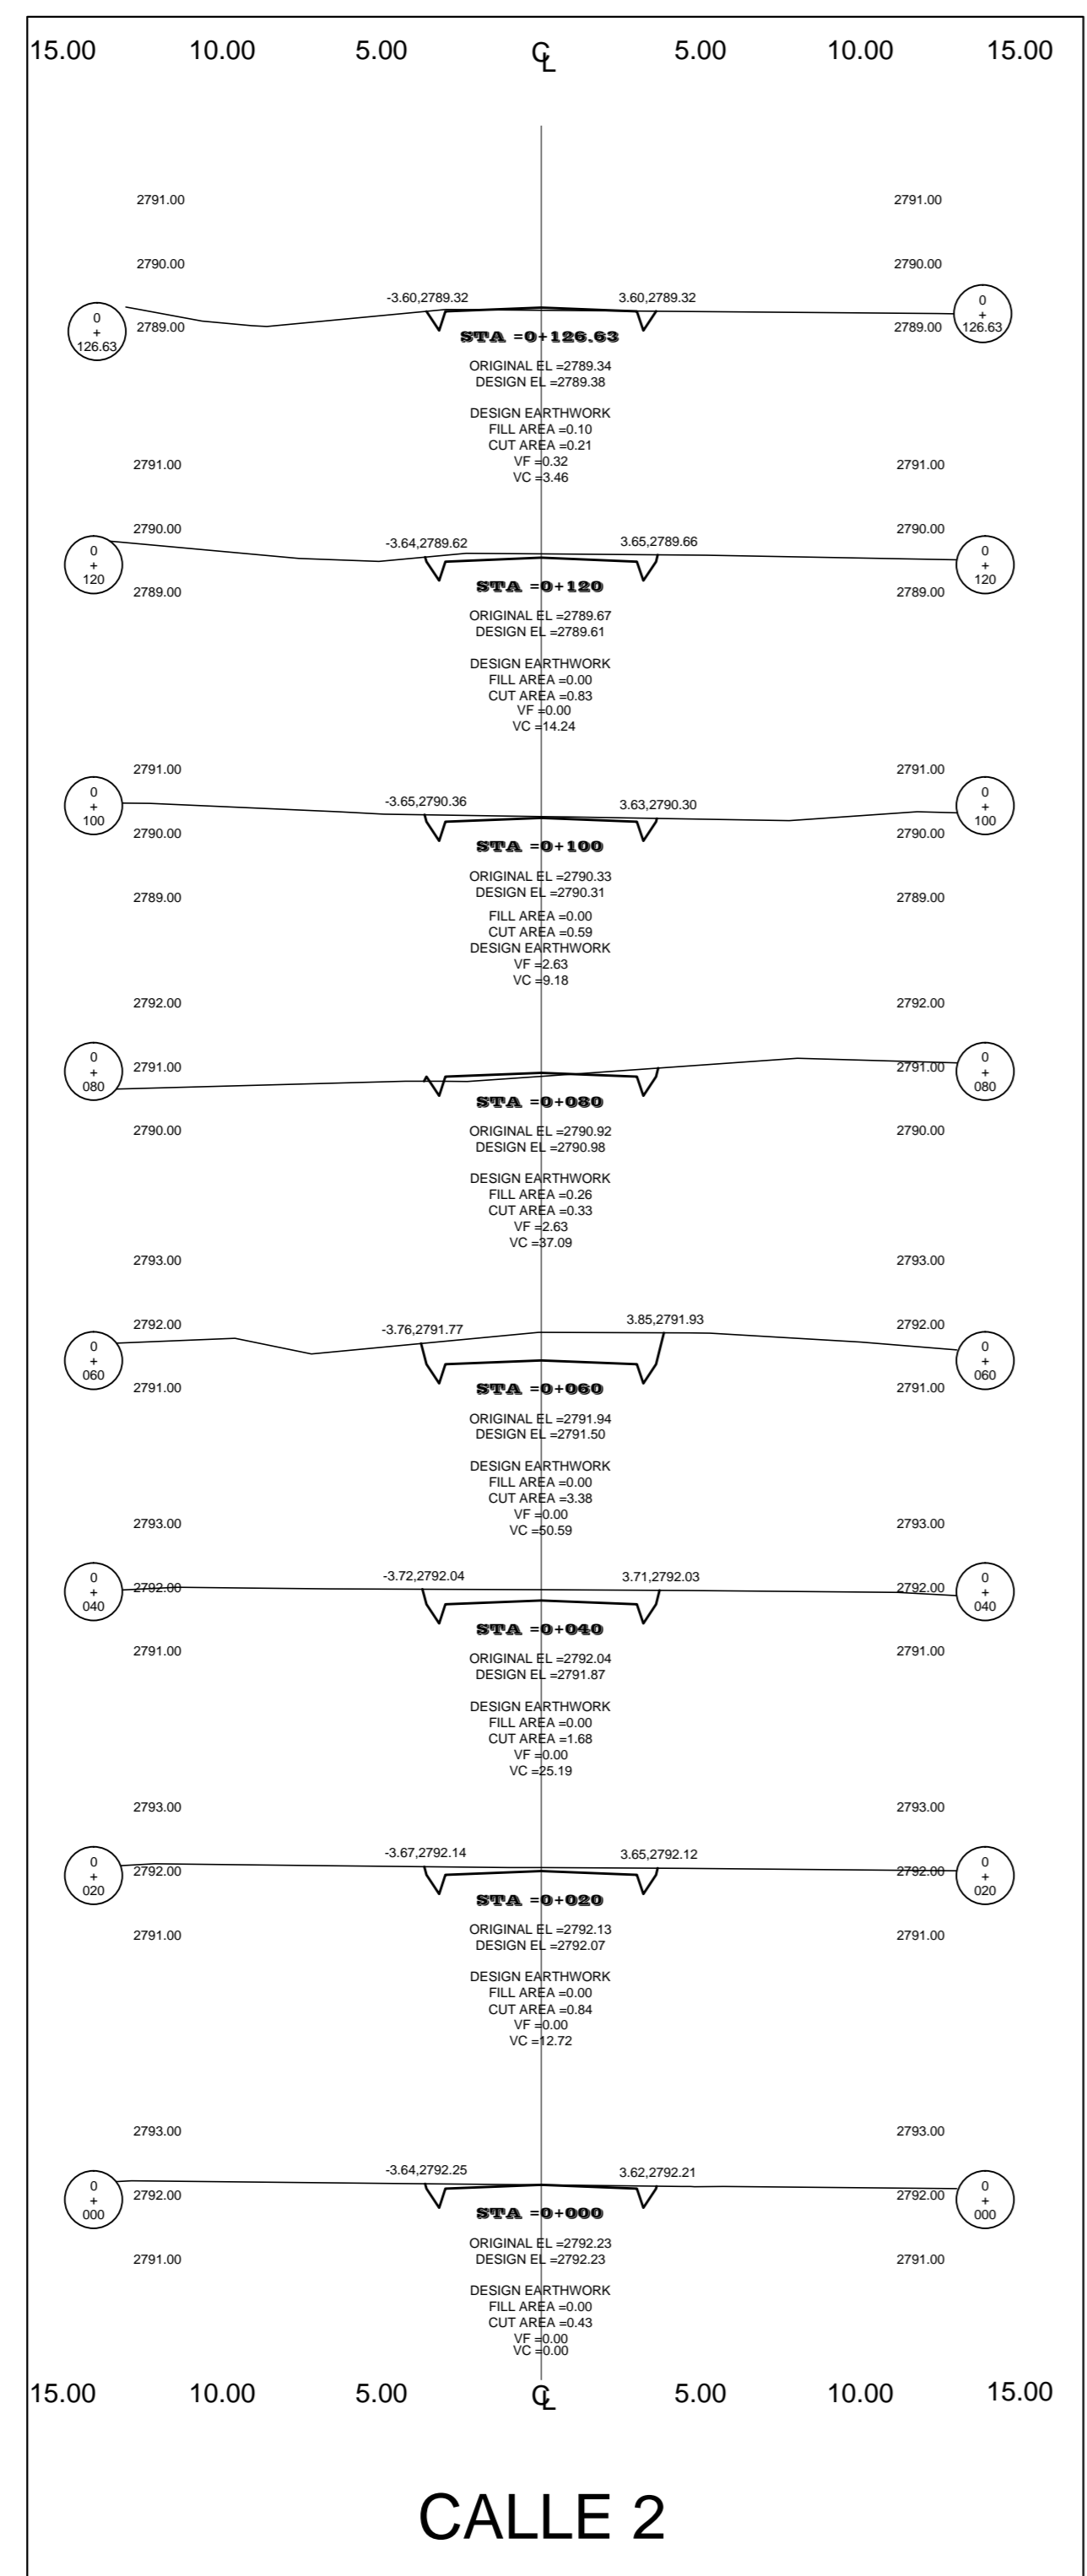 15.00 10.00 5.00 CL 5.00 10.00 15.00
2791.00 2791.00
2790.00 2790.00
-3.60,2789.32 3.60,2789.32
0 + 126.63 2789.00 2789.00 0 + 126.63
STA =0+126.63
ORIGINAL EL =2789.34
DESIGN EL =2789.38
DESIGN EARTHWORK
FILL AREA =0.10
CUT AREA =0.21
VF =0.32
VC =3.46
2791.00 2791.00
2790.00 2790.00
-3.64,2789.62 3.65,2789.66
0 + 120 0 + 120
2789.00 2789.00
STA =0+120
ORIGINAL EL =2789.67
DESIGN EL =2789.61
DESIGN EARTHWORK
FILL AREA =0.00
CUT AREA =0.83
VF =0.00
VC =14.24
2791.00 2791.00
-3.65,2790.36 3.63,2790.30
0 + 100 0 + 100
2790.00 2790.00
STA =0+100
ORIGINAL EL =2790.33
DESIGN EL =2790.31
2789.00 2789.00
FILL AREA =0.00
CUT AREA =0.59
DESIGN EARTHWORK
VF =2.63
VC =9.18
2792.00 2792.00
0 + 080 2791.00 2791.00 0 + 080
STA =0+080
2790.00 2790.00
ORIGINAL EL =2790.92
DESIGN EL =2790.98
DESIGN EARTHWORK
FILL AREA =0.26
CUT AREA =0.33
VF =2.63
VC =37.09
2793.00 2793.00
2792.00 2792.00
-3.76,2791.77 3.85,2791.93
0 + 060 0 + 060
2791.00 2791.00
STA =0+060
ORIGINAL EL =2791.94
DESIGN EL =2791.50
DESIGN EARTHWORK
FILL AREA =0.00
CUT AREA =3.38
VF =0.00
VC =50.59
2793.00 2793.00
-3.72,2792.04 3.71,2792.03
0 + 040 2792.00 2792.00 0 + 040
STA =0+040
2791.00 2791.00
ORIGINAL EL =2792.04
DESIGN EL =2791.87
DESIGN EARTHWORK
FILL AREA =0.00
CUT AREA =1.68
VF =0.00
VC =25.19
2793.00 2793.00
-3.67,2792.14 3.65,2792.12
0 + 020 2792.00 2792.00 0 + 020
STA =0+020
ORIGINAL EL =2792.13
2791.00 2791.00
DESIGN EL =2792.07
DESIGN EARTHWORK
FILL AREA =0.00
CUT AREA =0.84
VF =0.00
VC =12.72
2793.00 2793.00
-3.64,2792.25 3.62,2792.21
0 + 000 2792.00 2792.00 0 + 000
STA =0+000
ORIGINAL EL =2792.23
DESIGN EL =2792.23
2791.00 2791.00
DESIGN EARTHWORK
FILL AREA =0.00
CUT AREA =0.43
VF =0.00
VC =0.00
15.00 10.00 5.00 CL 5.00 10.00 15.00
CALLE 2